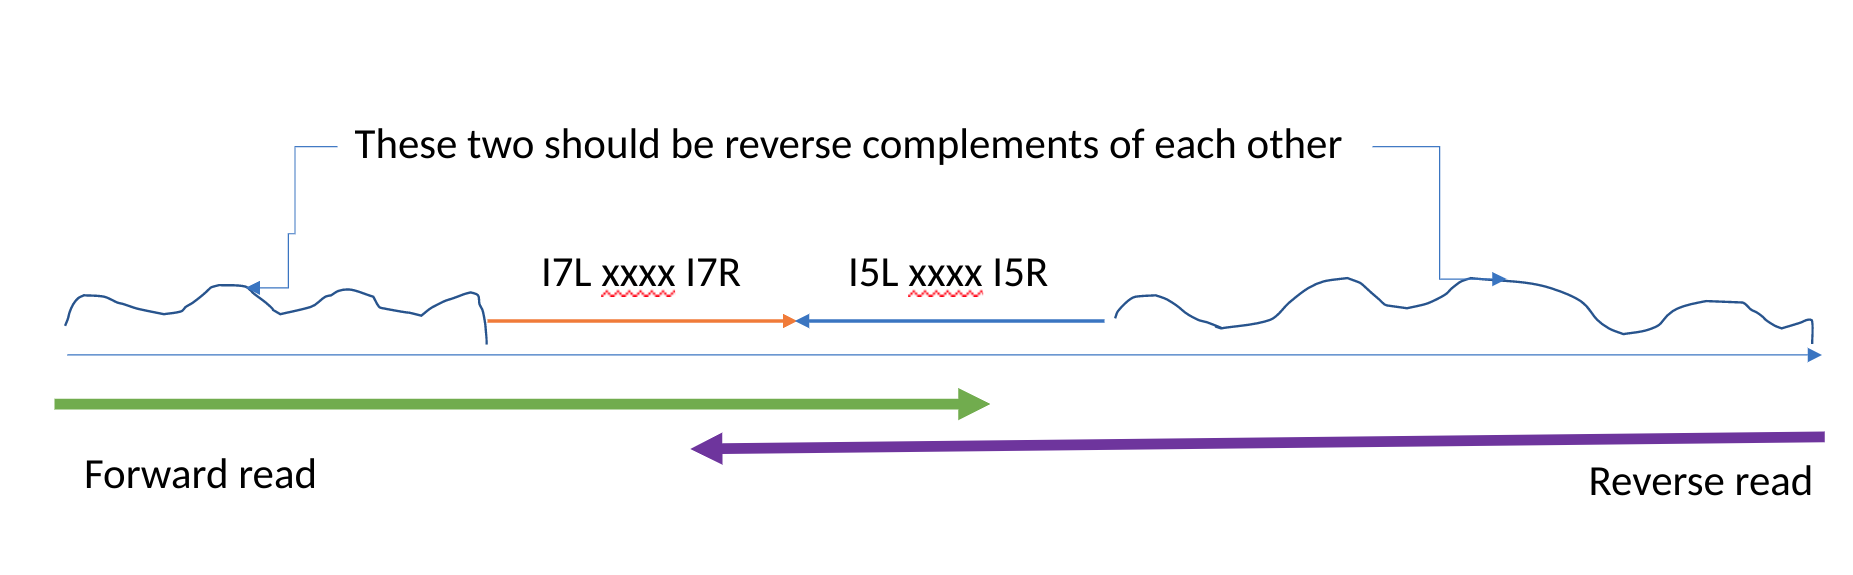 These two should be reverse complements of each other
I7L xxxx I7R
I5L xxxx I5R
Forward read
Reverse read